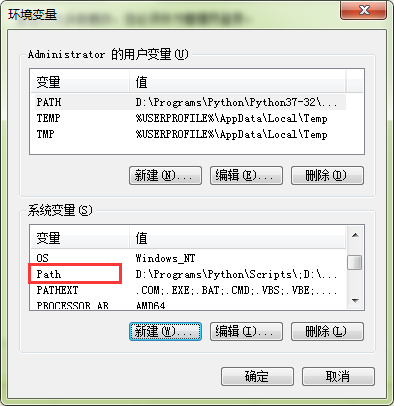 环境变量
Administrator 的用户变量(U)
变量 值
PATH D:\Programs\Python\Python37-32\...
TEMP %USERPROFILE%\AppData\Local\Temp
TMP %USERPROFILE%\AppData\Local\Temp
新建(N)... 编辑(E)... 删除(D)
系统变量(S)
变量 值
OS Windows_NT
Path D:\Programs\Python\Scripts\;D:\...
PATHEXT .COM;.EXE;.BAT;.CMD;.VBS;.VBE;....
PROCESSOR_AR AMD64
新建(W)... 编辑(I)... 删除(L)
确定 取消